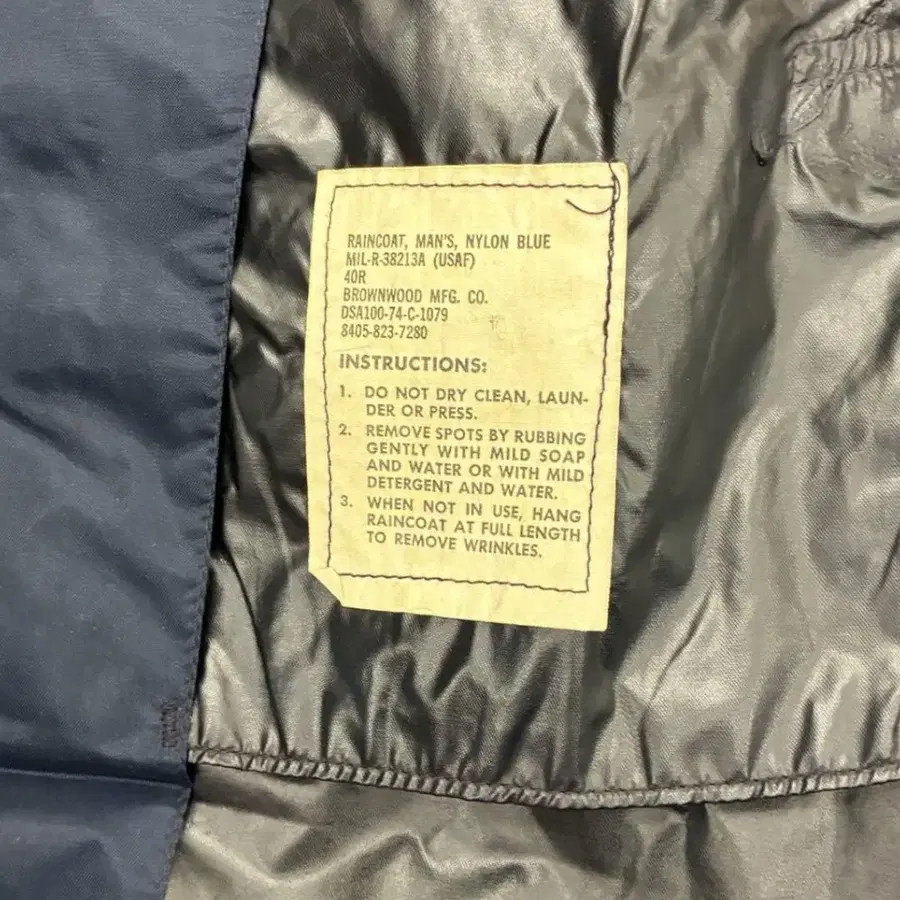 RAINCOAT, MAN'S, NYLON BLUE
MIL-R-38213A (USAF)
40R
BROWNWOOD MFG. CO.
DSA100-74-C-1079
8405-823-7280
INSTRUCTIONS:
1. DO NOT DRY CLEAN, LAUN-
DER OR PRESS.
2. REMOVE SPOTS BY RUBBING
GENTLY WITH MILD SOAP
AND WATER OR WITH MILD
DETERGENT AND WATER.
3. WHEN NOT IN USE, HANG
RAINCOAT AT FULL LENGTH
TO REMOVE WRINKLES.